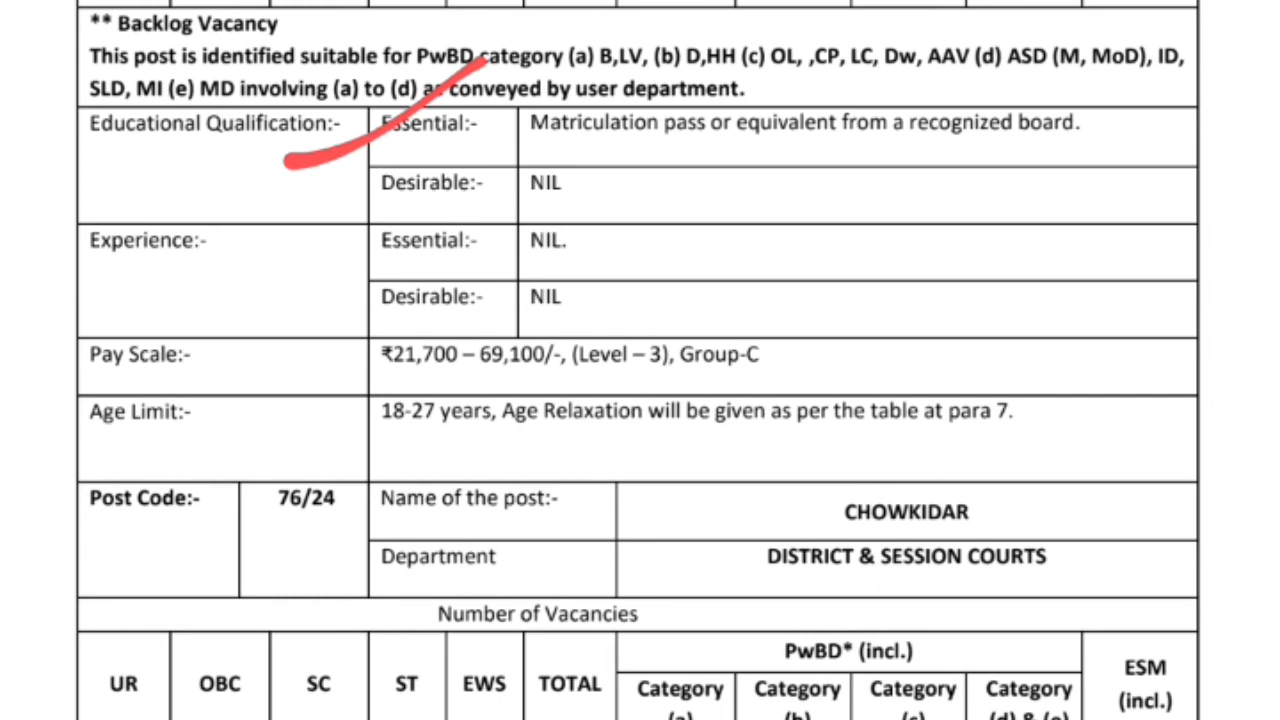 ** Backlog Vacancy
This post is identified suitable for PwBD category (a) B,LV, (b) D,HH (c) OL, ,CP, LC, Dw, AAV (d) ASD (M, MoD), ID,
SLD, MI (e) MD involving (a) to (d) as conveyed by user department.
Educational Qualification:- Essential:- Matriculation pass or equivalent from a recognized board.
Desirable:- NIL
Experience:- Essential:- NIL.
Desirable:- NIL
Pay Scale:- ₹21,700 – 69,100/-, (Level – 3), Group-C
Age Limit:- 18-27 years, Age Relaxation will be given as per the table at para 7.
Post Code:- 76/24 Name of the post:- CHOWKIDAR
Department DISTRICT & SESSION COURTS
Number of Vacancies
UR OBC SC ST EWS TOTAL PwBD* (incl.) ESM (incl.)
Category (a) Category (b) Category (c) Category (d) & (e)